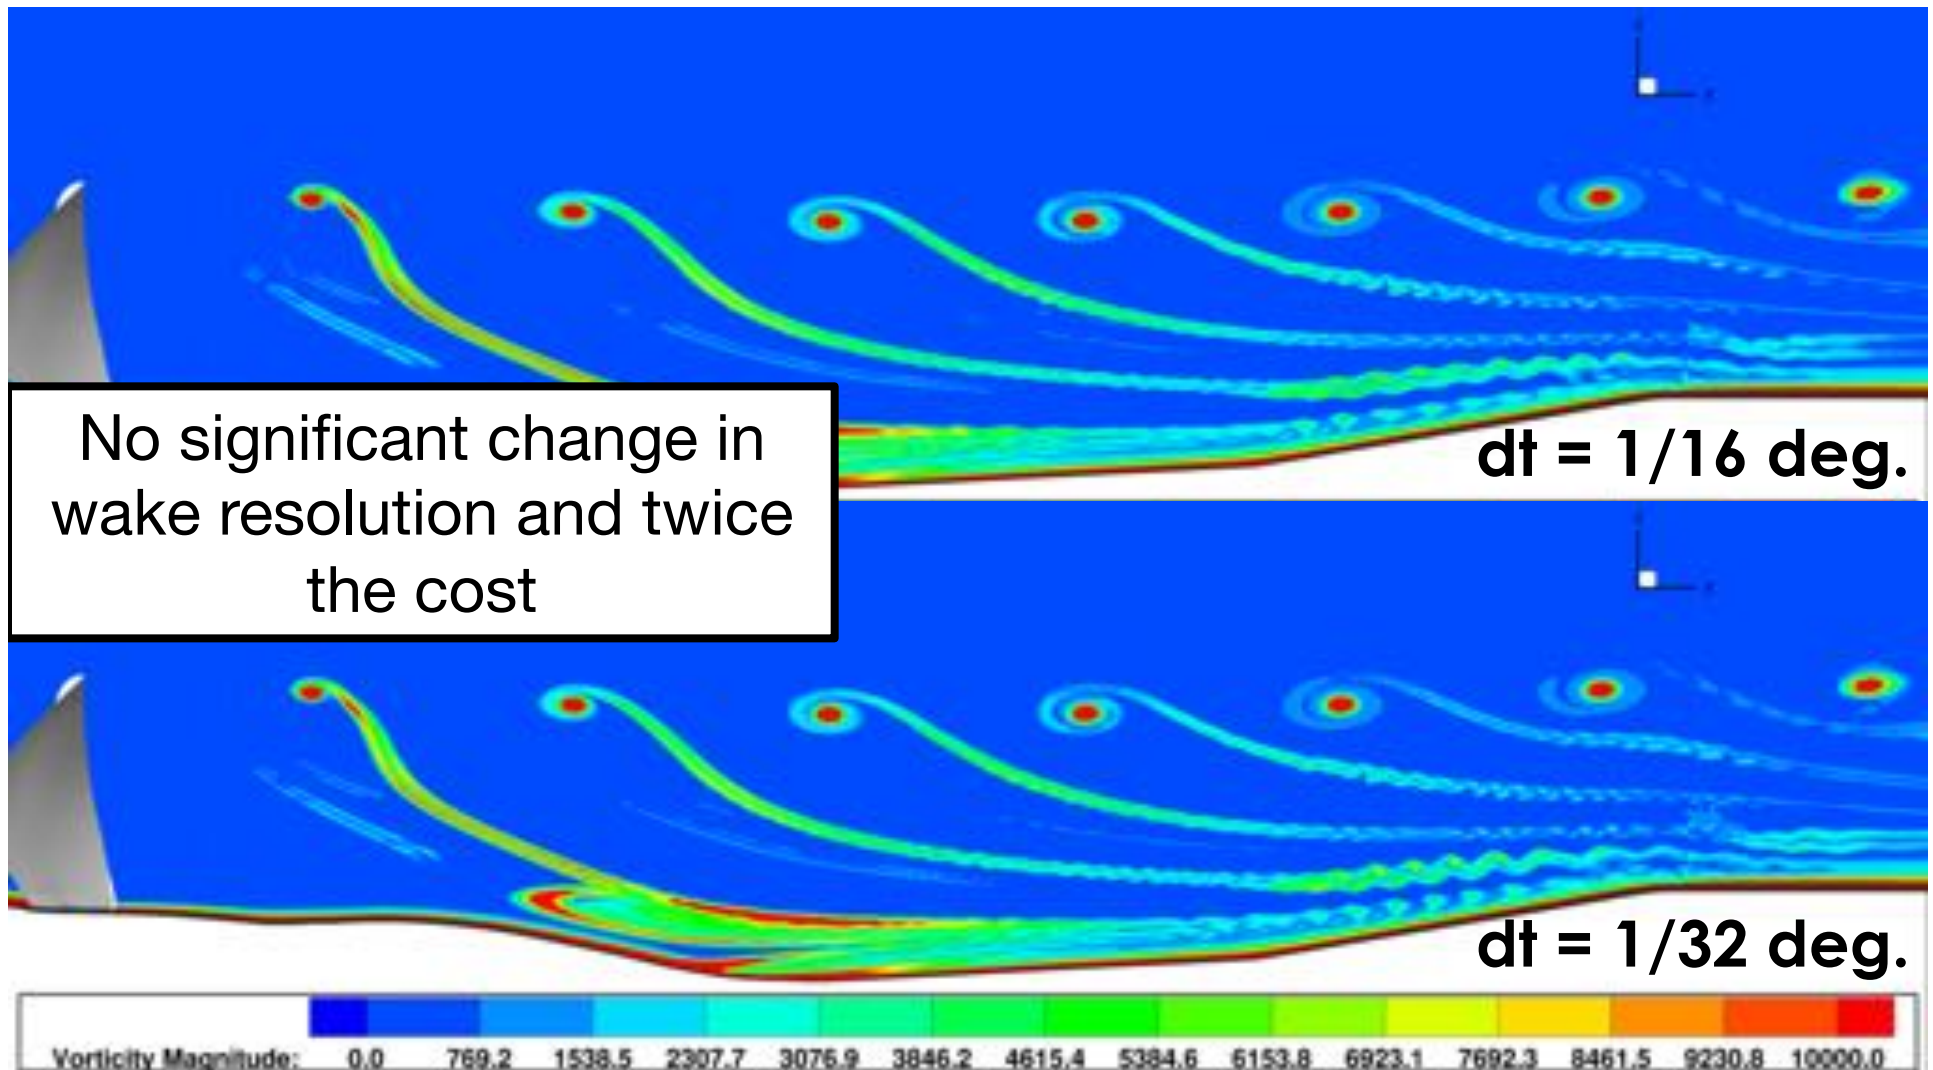 dt = 1/16 deg.
No significant change in
wake resolution and twice
the cost
dt = 1/32 deg.
Vorticity Magnitude: 0.0 769.2 1538.5 2307.7 3076.9 3846.2 4615.4 5384.6 6153.8 6923.1 7692.3 8461.5 9230.8 10000.0